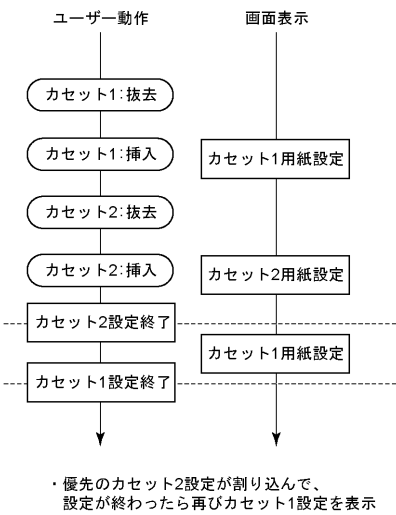 ユーザー動作
画面表示
カセット1:抜去
カセット1:挿入
カセット1用紙設定
カセット2:抜去
カセット2:挿入
カセット2用紙設定
カセット2設定終了
カセット1用紙設定
カセット1設定終了
・優先のカセット2設定が割り込んで、
設定が終わったら再びカセット1設定を表示